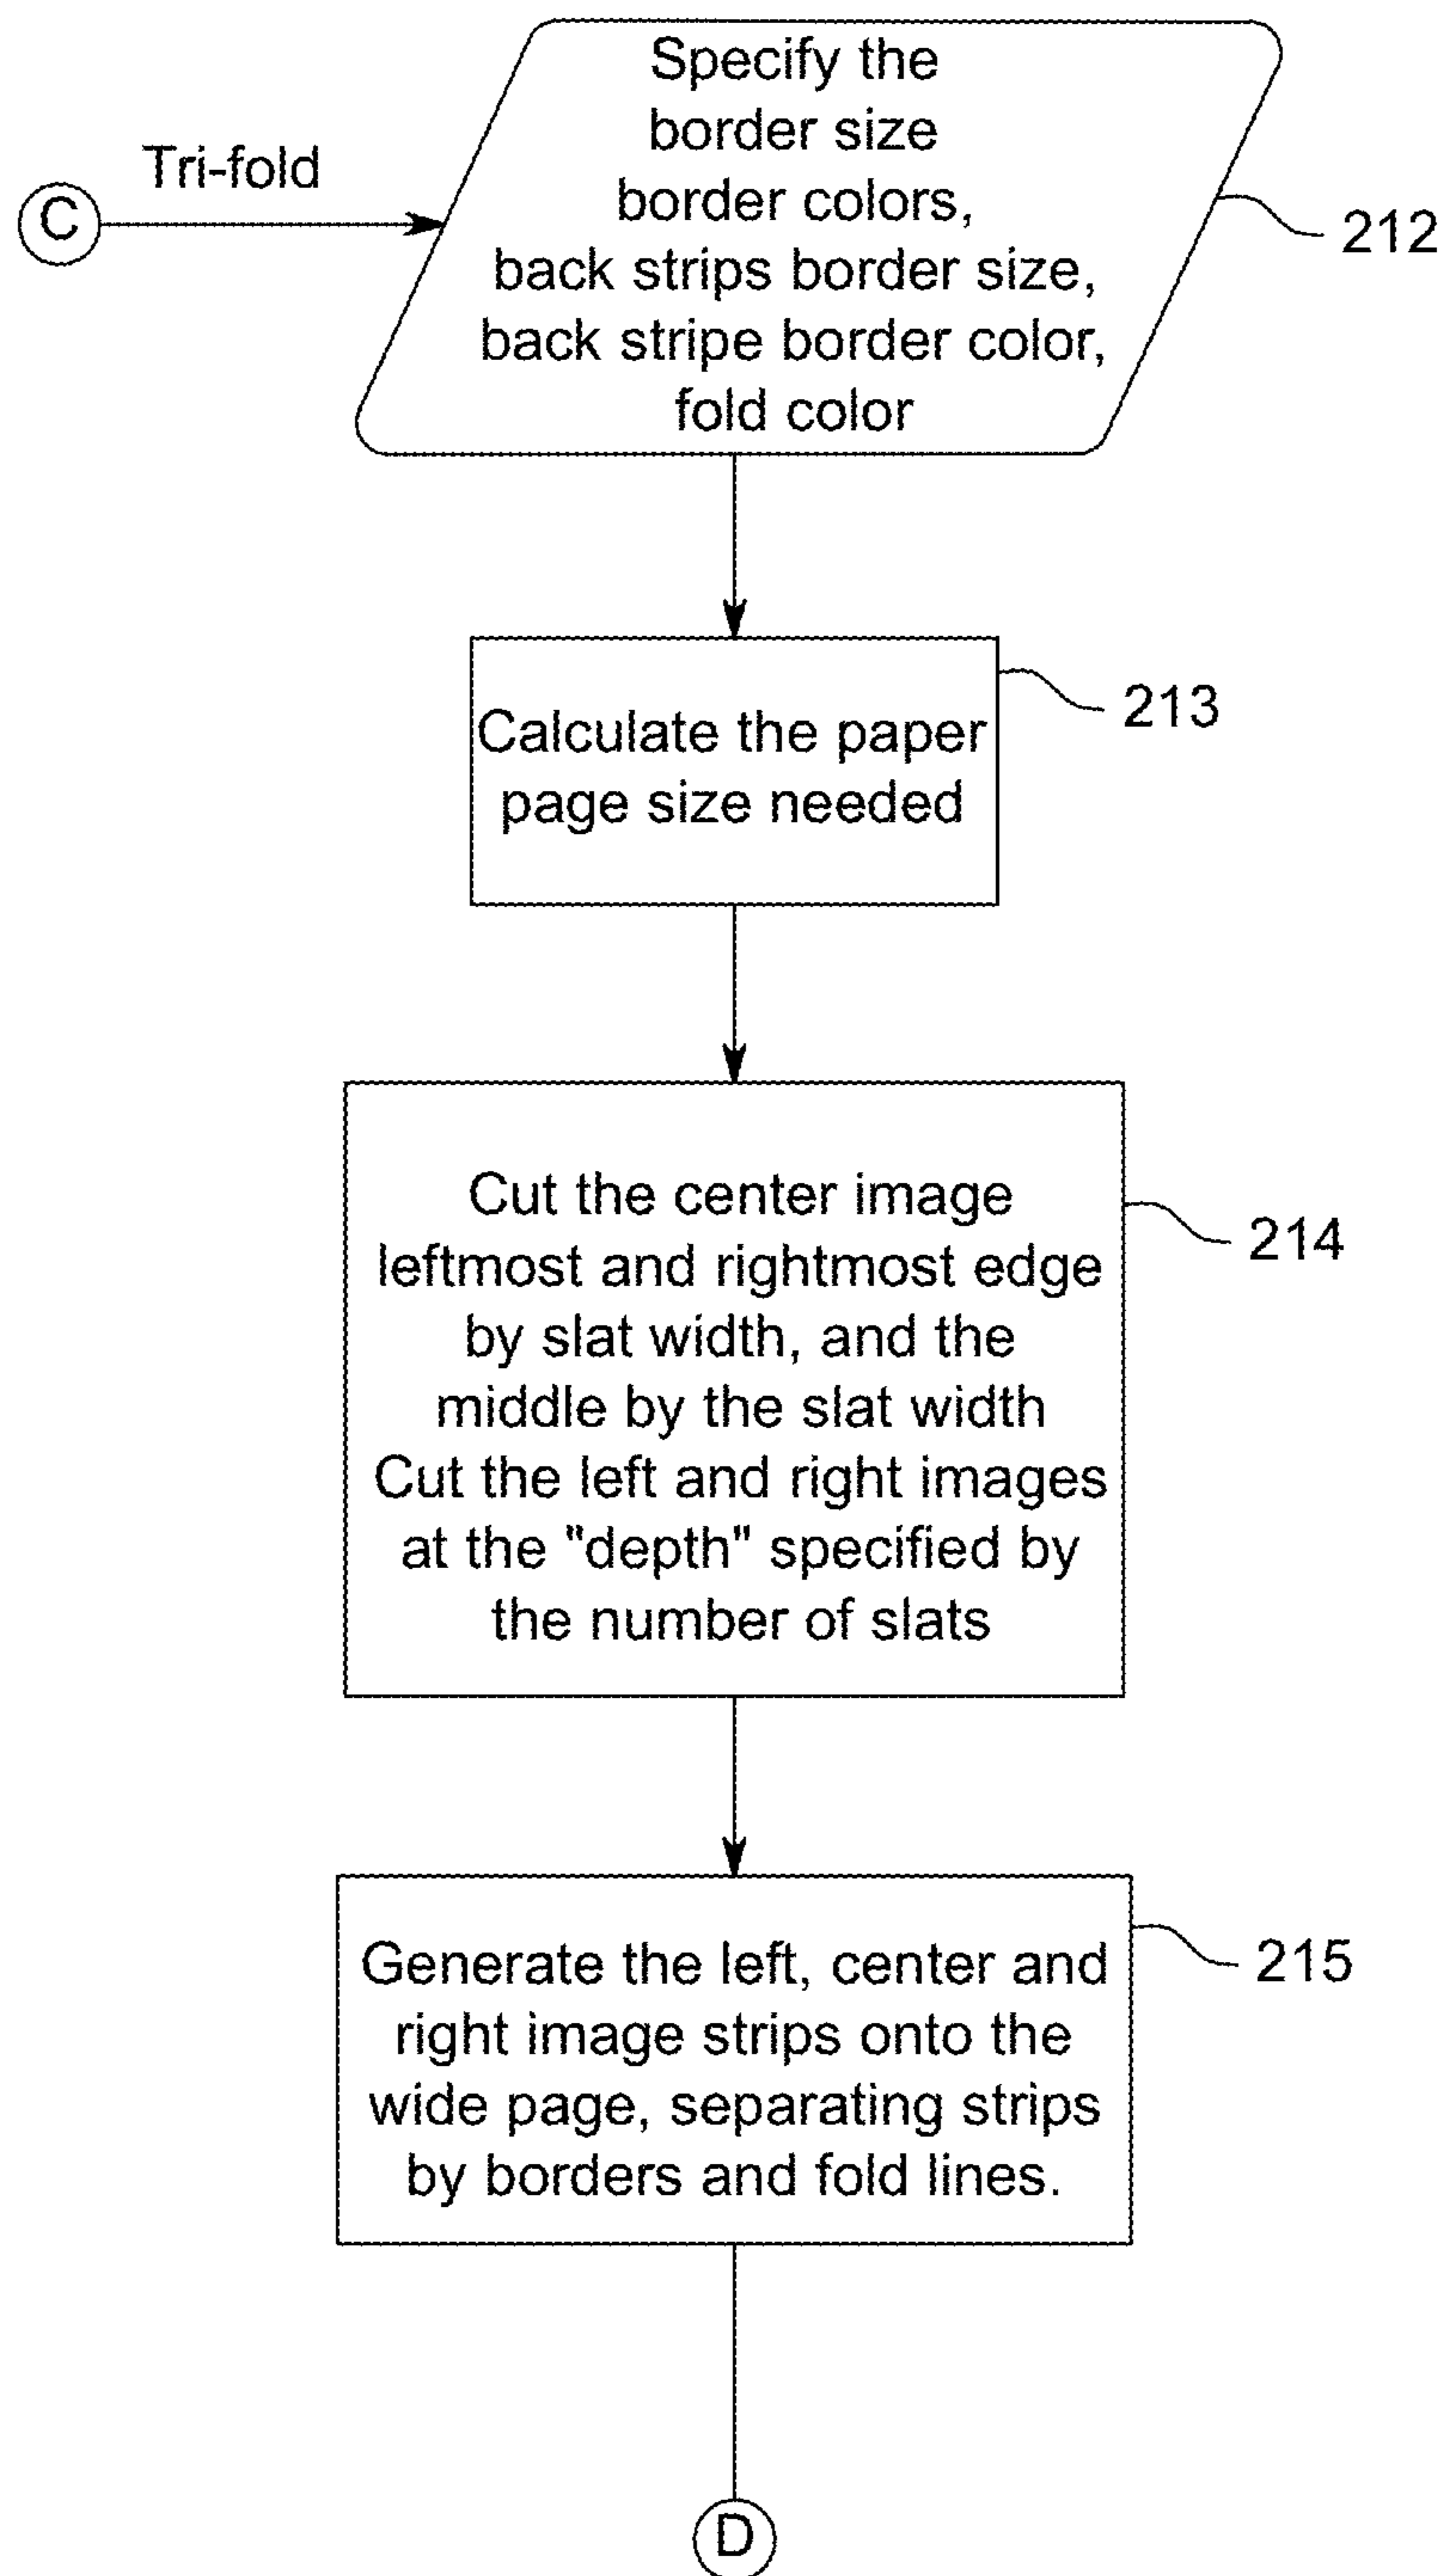 Specify the
border size
border colors,
back strips border size,
back stripe border color,
fold color
Tri-fold
C
212
Calculate the paper
page size needed
213
Cut the center image
leftmost and rightmost edge
by slat width, and the
middle by the slat width
Cut the left and right images
at the "depth" specified by
the number of slats
214
Generate the left, center and
right image strips onto the
wide page, separating strips
by borders and fold lines.
215
D